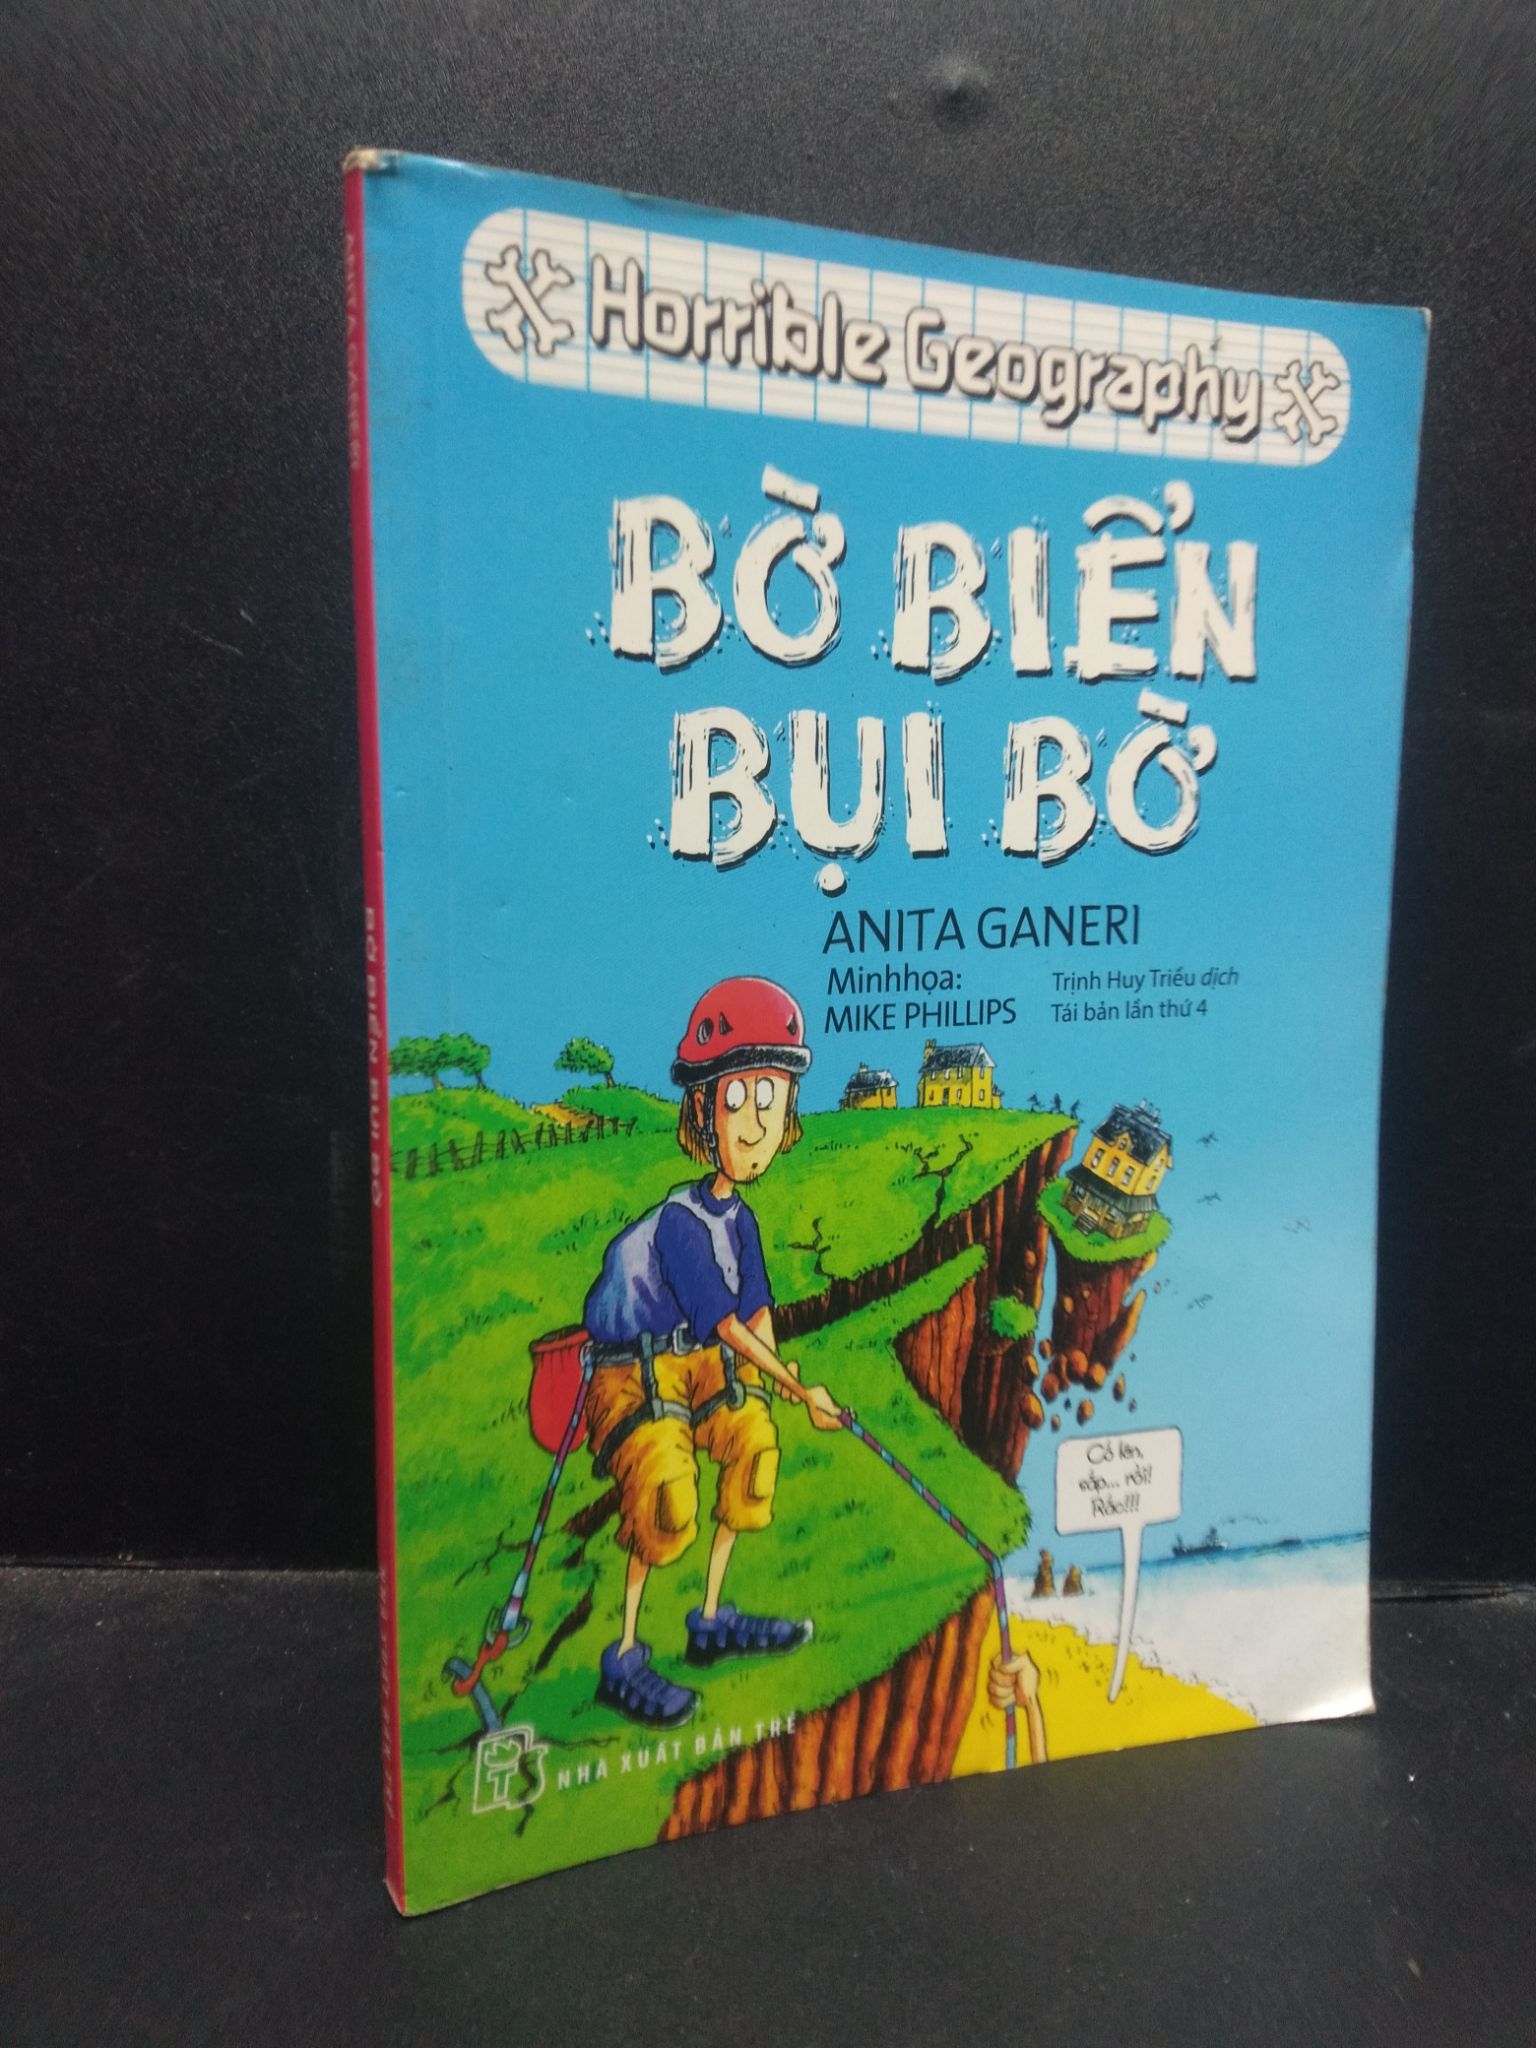 Horrible Geography
BỜ BIỂN
BỤI BỜ
ANITA GANERI
Minhhọa:
MIKE PHILLIPS
Trịnh Huy Triều dịch
Tái bản lần thứ 4
Cố lên,
sắp... rồi!
Rắc!!!
NHÀ XUẤT BẢN TRẺ
ANITA GANERI
BỜ BIỂN BỤI BỜ